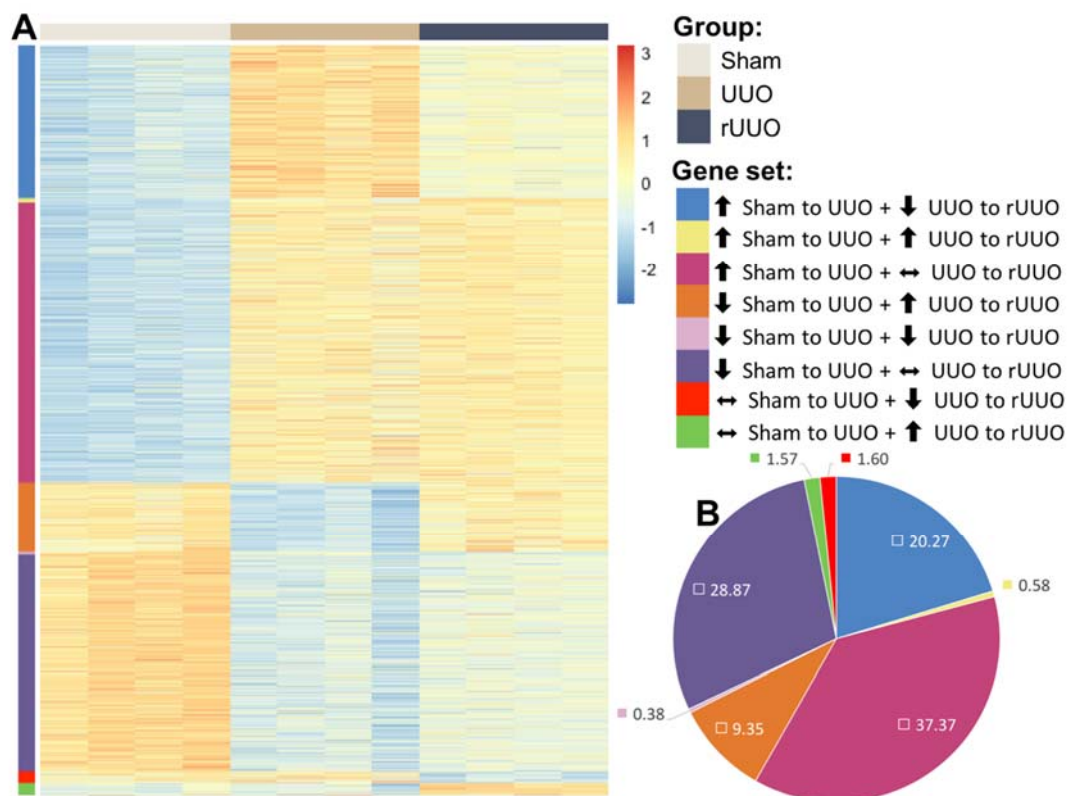 A
3
2
1
0
-1
-2
Group:
Sham
UUO
rUUO
Gene set:
⬆ Sham to UUO + ⬇ UUO to rUUO
⬆ Sham to UUO + ⬆ UUO to rUUO
⬆ Sham to UUO + ↔ UUO to rUUO
⬇ Sham to UUO + ⬆ UUO to rUUO
⬇ Sham to UUO + ⬇ UUO to rUUO
⬇ Sham to UUO + ↔ UUO to rUUO
↔ Sham to UUO + ⬇ UUO to rUUO
↔ Sham to UUO + ⬆ UUO to rUUO
B
1.57
1.60
20.27
0.58
28.87
0.38
9.35
37.37